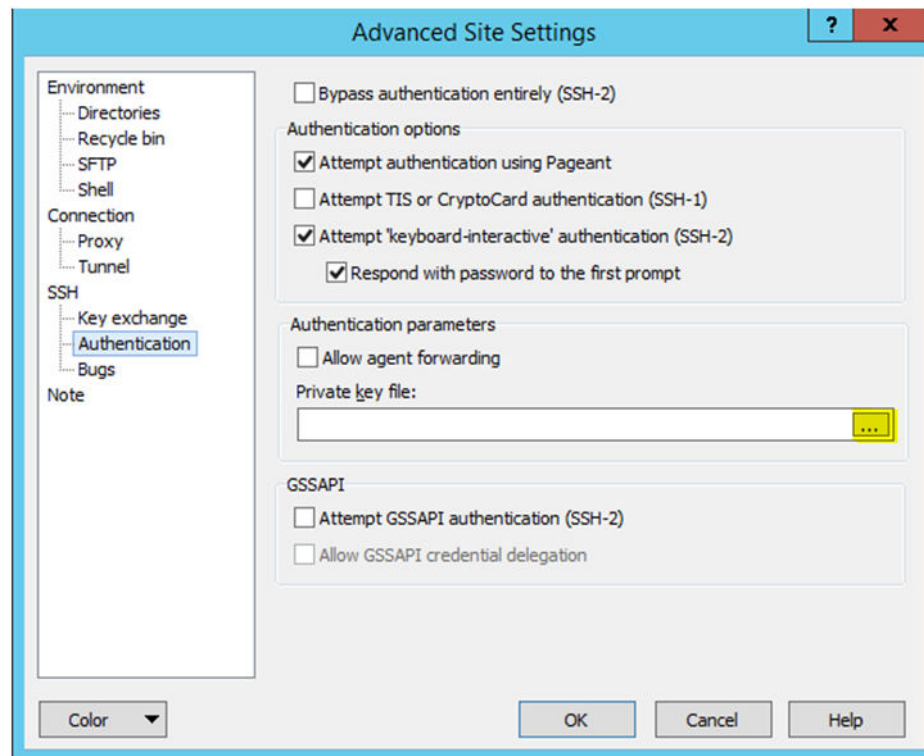 Advanced Site Settings
?
x
Environment
Directories
Recycle bin
SFTP
Shell
Connection
Proxy
Tunnel
SSH
Key exchange
Authentication
Bugs
Note
Bypass authentication entirely (SSH-2)
Authentication options
Attempt authentication using Pageant
Attempt TIS or CryptoCard authentication (SSH-1)
Attempt 'keyboard-interactive' authentication (SSH-2)
Respond with password to the first prompt
Authentication parameters
Allow agent forwarding
Private key file:
...
GSSAPI
Attempt GSSAPI authentication (SSH-2)
Allow GSSAPI credential delegation
Color
OK
Cancel
Help